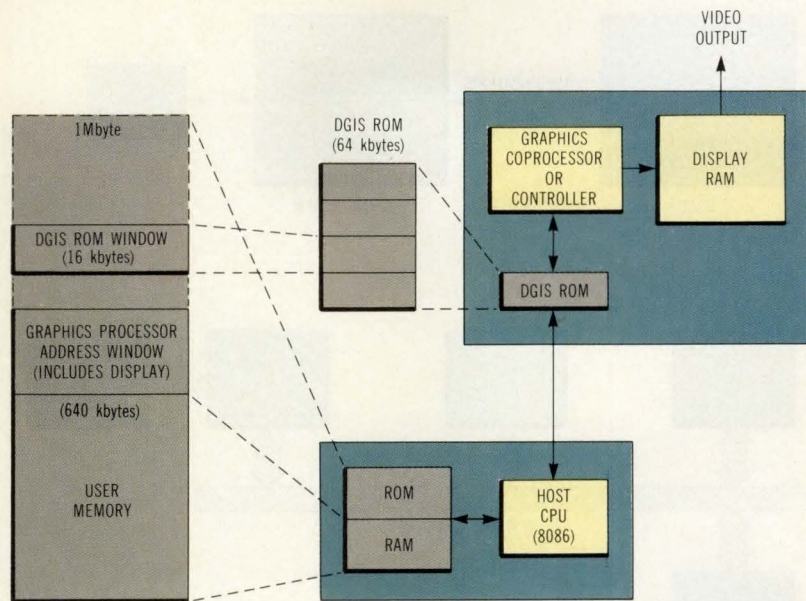 VIDEO
OUTPUT
1Mbyte
DGIS ROM WINDOW
(16 kbytes)
GRAPHICS PROCESSOR
ADDRESS WINDOW
(INCLUDES DISPLAY)
(640 kbytes)
USER
MEMORY
DGIS ROM
(64 kbytes)
GRAPHICS
COPROCESSOR
OR
CONTROLLER
DISPLAY
RAM
DGIS ROM
ROM
RAM
HOST
CPU
(8086)